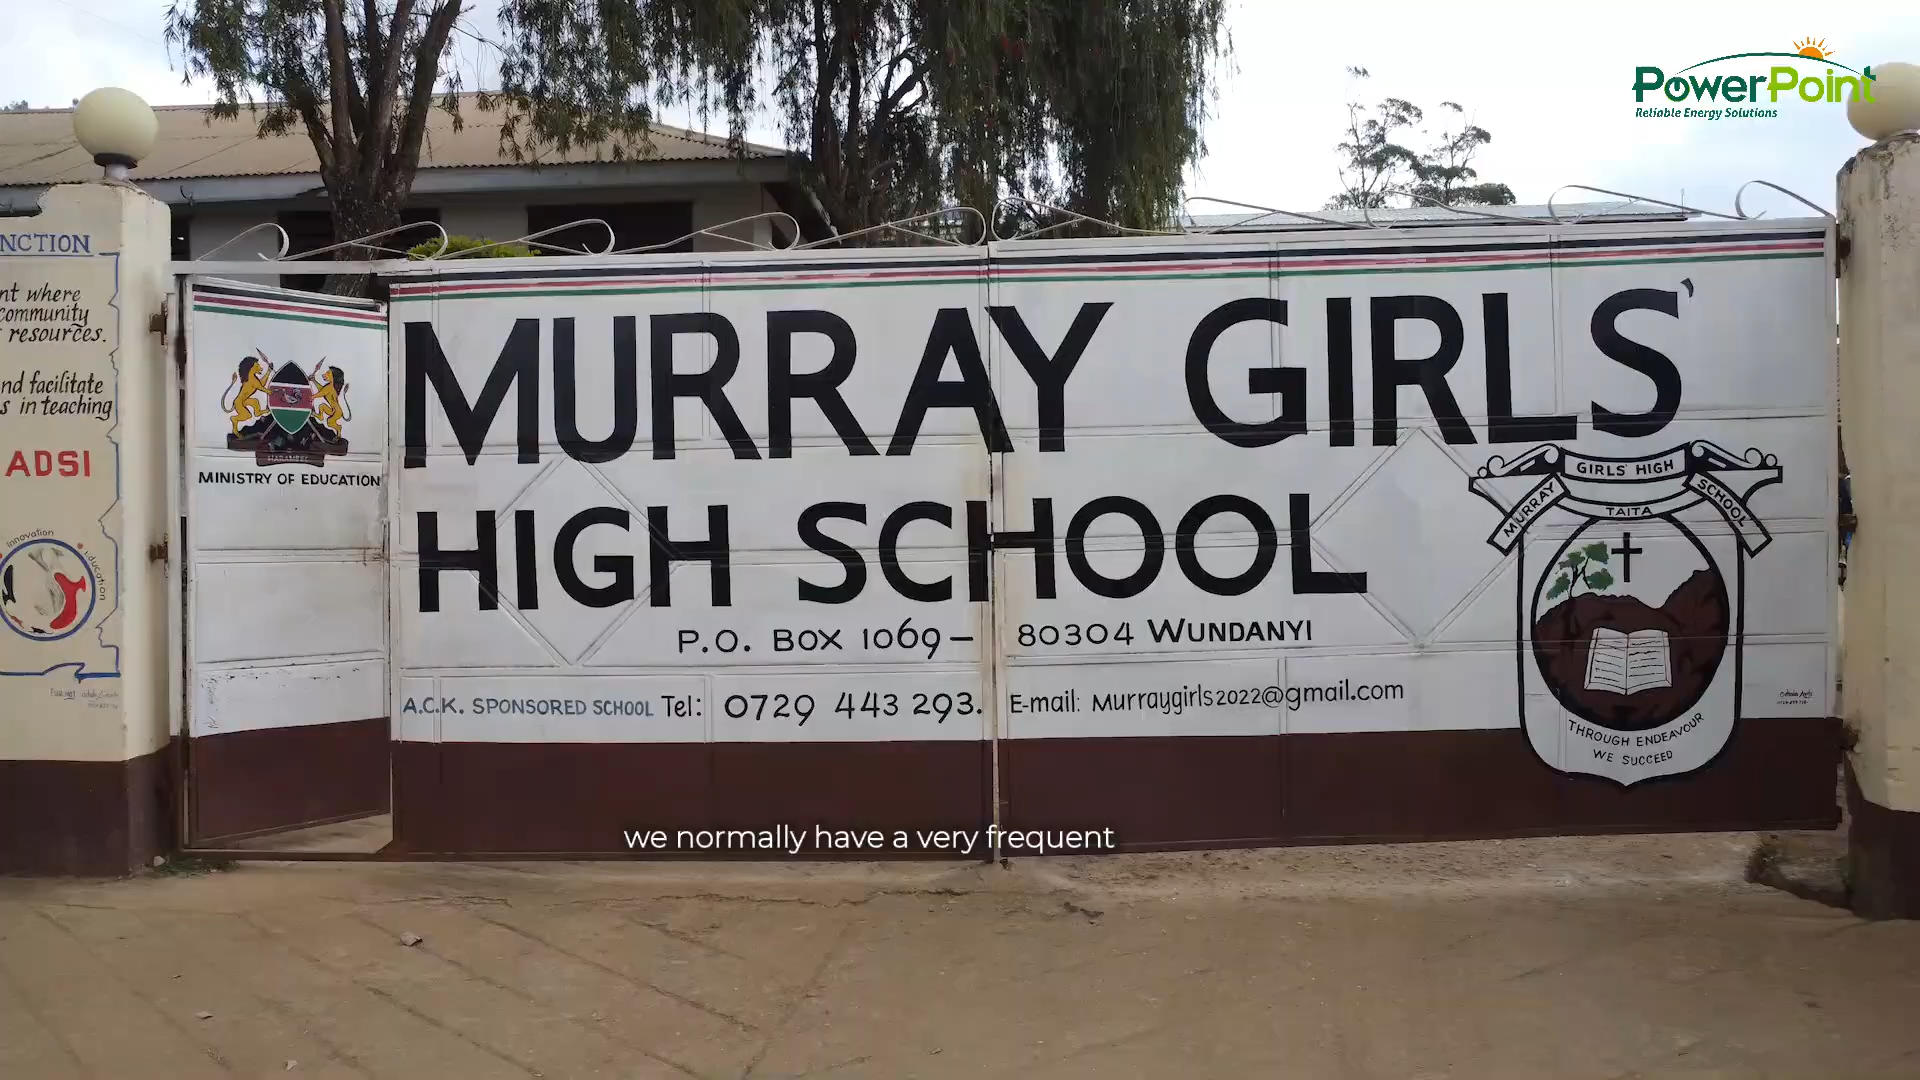 PowerPoint
Reliable Energy Solutions
NCTION
nt where
community
resources.
nd facilitate
s in teaching
ADSI
innovation
Education
HARAMBEE
MINISTRY OF EDUCATION
MURRAY GIRLS'
HIGH SCHOOL
P.O. BOX 1069 – 80304 WUNDANYI
A.C.K. SPONSORED SCHOOL Tel: 0729 443 293. E-mail: Murraygirls2022@gmail.com
MURRAY GIRLS' HIGH SCHOOL
TAITA
THROUGH ENDEAVOUR
WE SUCCEED
we normally have a very frequent